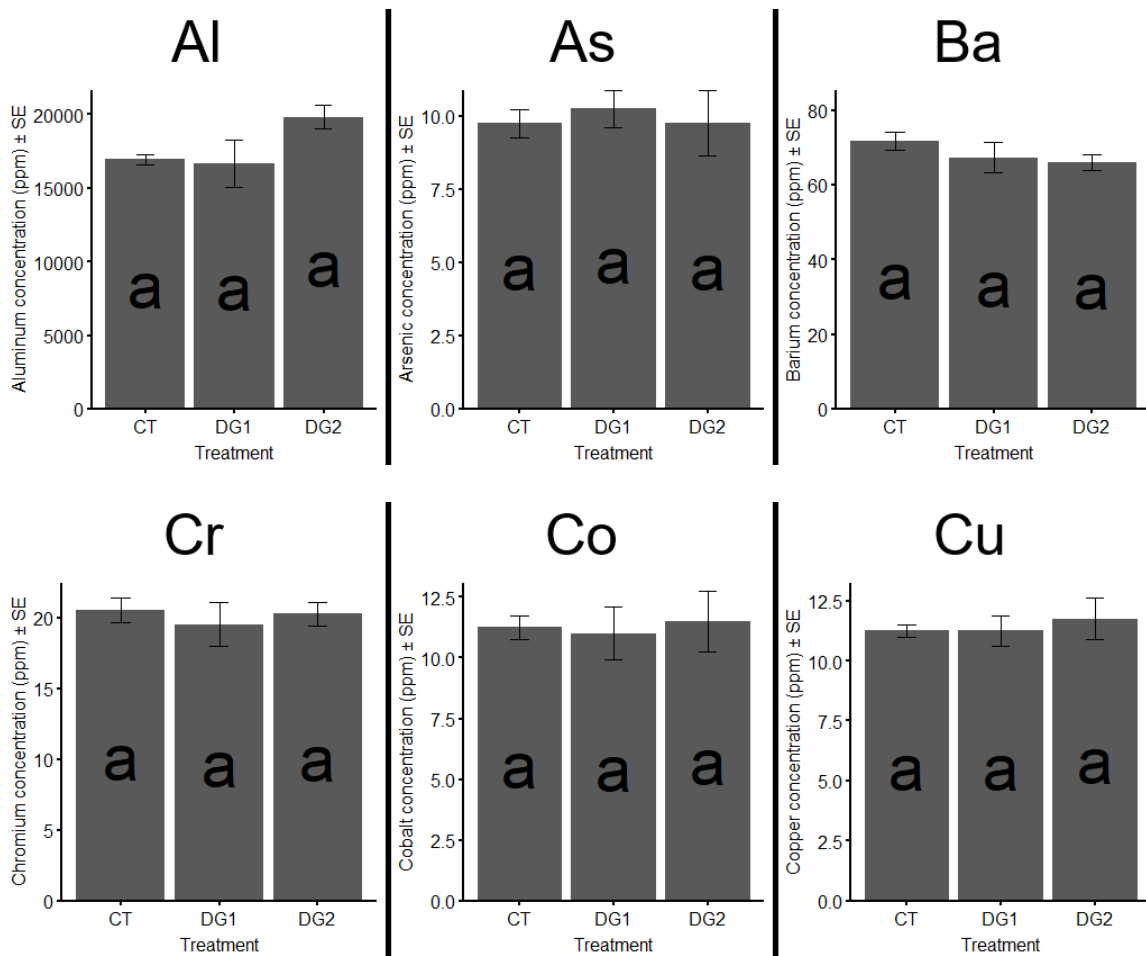 Al
Aluminum concentration (ppm) ± SE
20000
15000
10000
5000
0
a a a
CT DG1 DG2
Treatment
As
Arsenic concentration (ppm) ± SE
10.0
7.5
5.0
2.5
0.0
a a a
CT DG1 DG2
Treatment
Ba
Barium concentration (ppm) ± SE
80
60
40
20
0
a a a
CT DG1 DG2
Treatment
Cr
Chromium concentration (ppm) ± SE
20
15
10
5
0
a a a
CT DG1 DG2
Treatment
Co
Cobalt concentration (ppm) ± SE
12.5
10.0
7.5
5.0
2.5
0.0
a a a
CT DG1 DG2
Treatment
Cu
Copper concentration (ppm) ± SE
12.5
10.0
7.5
5.0
2.5
0.0
a a a
CT DG1 DG2
Treatment